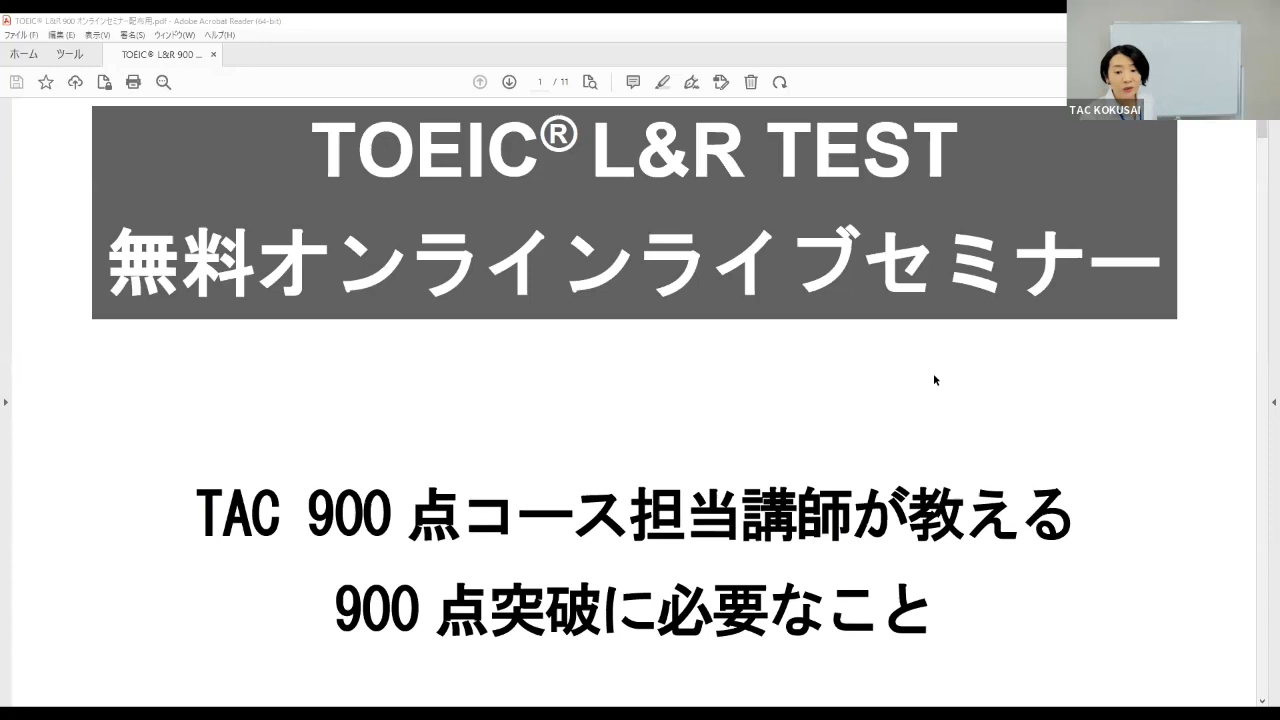 TOEIC® L&R 900 オンラインセミナー配布用.pdf - Adobe Acrobat Reader (64-bit)
ファイル(F) 編集(E) 表示(V) 署名(S) ウィンドウ(W) ヘルプ(H)
ホーム ツール TOEIC® L&R 900 ... ×
1 / 11
TAC KOKUSAI
TOEIC® L&R TEST
無料オンラインライブセミナー
TAC 900 点コース担当講師が教える
900 点突破に必要なこと